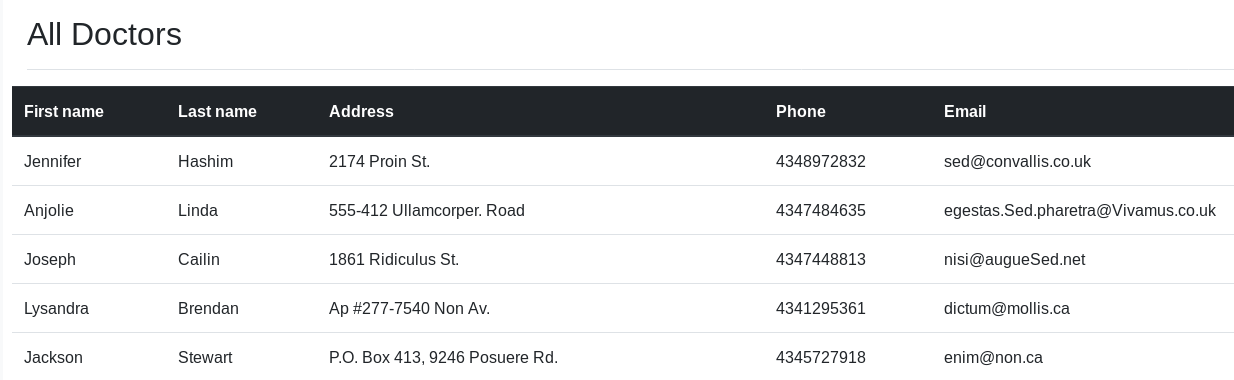 All Doctors
First name Last name Address Phone Email
Jennifer Hashim 2174 Proin St. 4348972832 sed@convallis.co.uk
Anjolie Linda 555-412 Ullamcorper. Road 4347484635 egestas.Sed.pharetra@Vivamus.co.uk
Joseph Cailin 1861 Ridiculus St. 4347448813 nisi@augueSed.net
Lysandra Brendan Ap #277-7540 Non Av. 4341295361 dictum@mollis.ca
Jackson Stewart P.O. Box 413, 9246 Posuere Rd. 4345727918 enim@non.ca